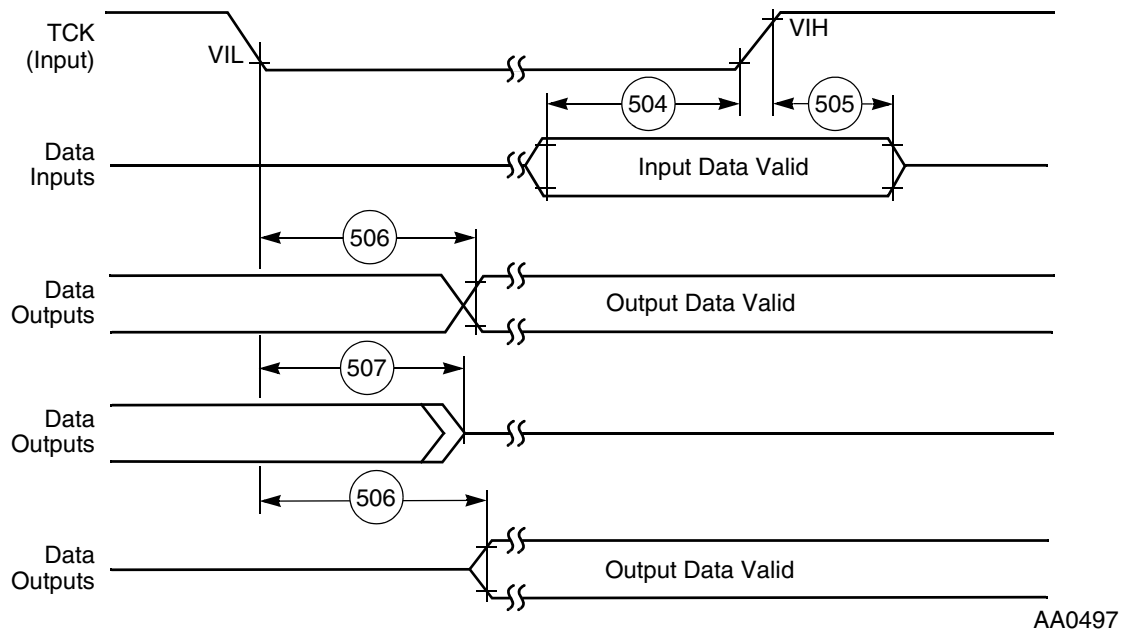 TCK
(Input)
VIL
VIH
504
505
Data
Inputs
Input Data Valid
506
Data
Outputs
Output Data Valid
507
Data
Outputs
506
Data
Outputs
Output Data Valid
AA0497